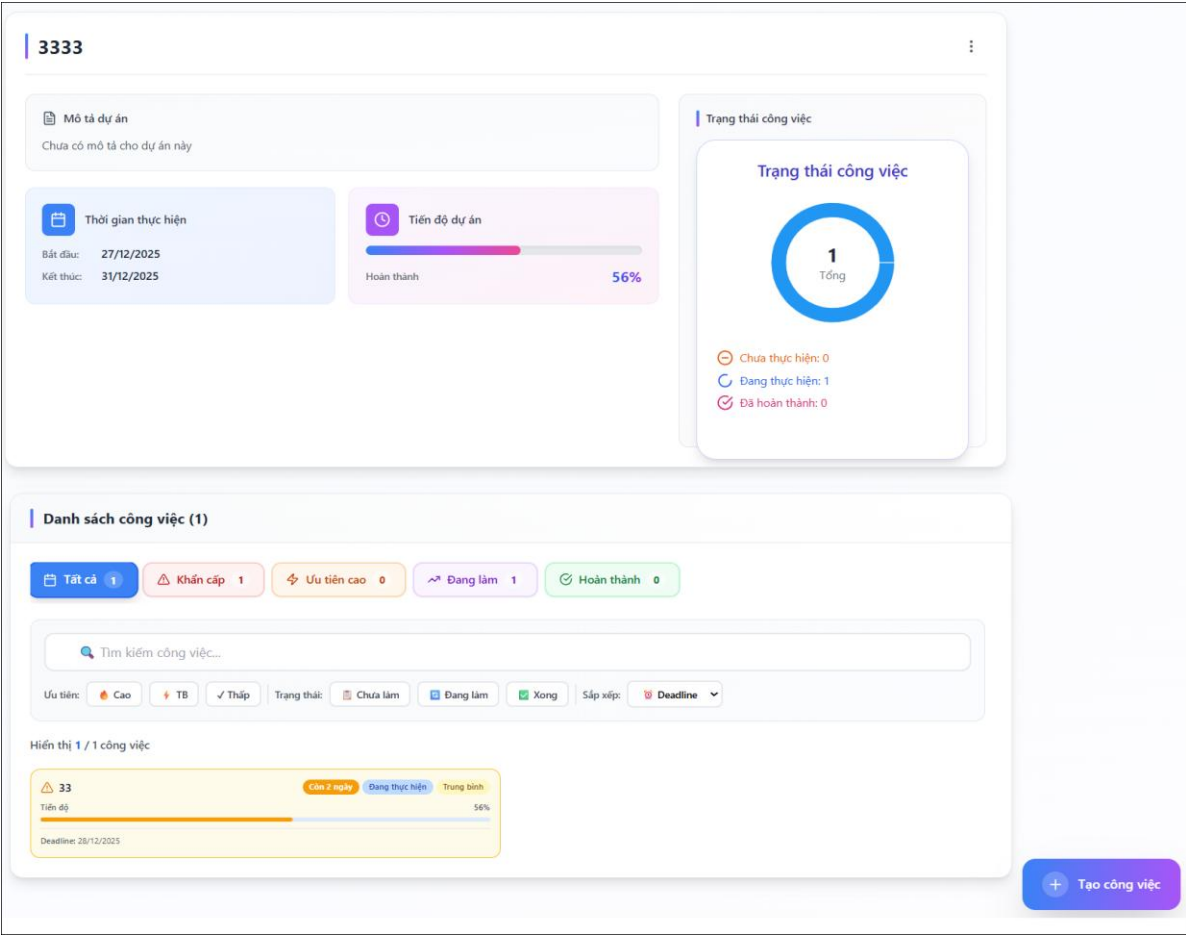 3333
Mô tả dự án
Chưa có mô tả cho dự án này
Thời gian thực hiện
Bắt đầu: 27/12/2025
Kết thúc: 31/12/2025
Tiến độ dự án
Hoàn thành 56%
Trạng thái công việc
Trạng thái công việc
1
Tổng
Chưa thực hiện: 0
Đang thực hiện: 1
Đã hoàn thành: 0
Danh sách công việc (1)
Tất cả 1 Khẩn cấp 1 Ưu tiên cao 0 Đang làm 1 Hoàn thành 0
Tìm kiếm công việc...
Ưu tiên: Cao TB ✓ Thấp Trạng thái: Chưa làm Đang làm Xong Sắp xếp: Deadline
Hiển thị 1 / 1 công việc
33 Còn 2 ngày Đang thực hiện Trung bình
Tiến độ 56%
Deadline: 28/12/2025
Tạo công việc